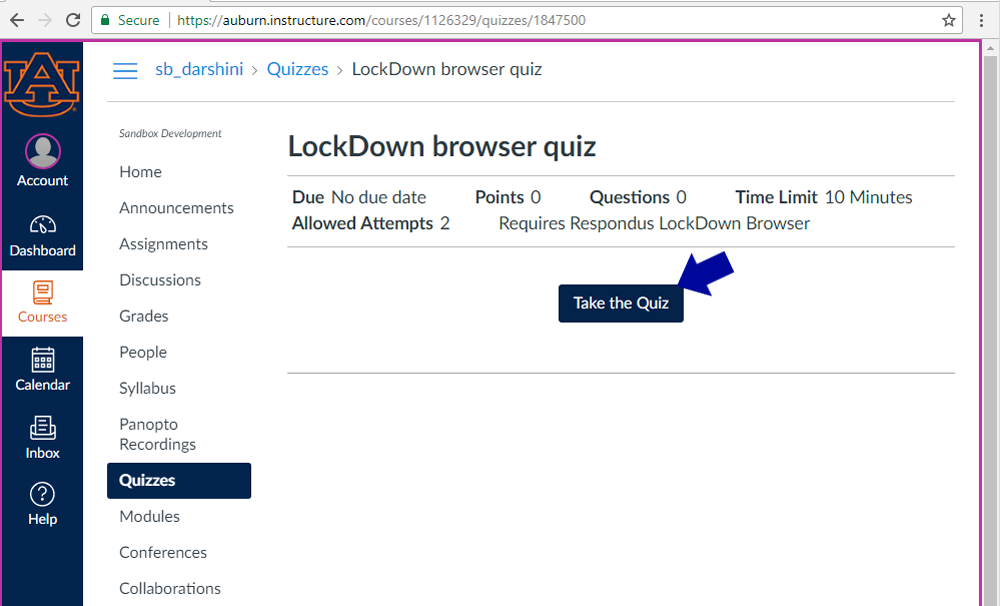 Secure https://auburn.instructure.com/courses/1126329/quizzes/1847500
AU
sb_darshini > Quizzes > LockDown browser quiz
Account
Dashboard
Courses
Calendar
Inbox
? Help
Sandbox Development
Home
Announcements
Assignments
Discussions
Grades
People
Syllabus
Panopto
Recordings
Quizzes
Modules
Conferences
Collaborations
LockDown browser quiz
Due No due date Points 0 Questions 0 Time Limit 10 Minutes
Allowed Attempts 2 Requires Respondus LockDown Browser
Take the Quiz